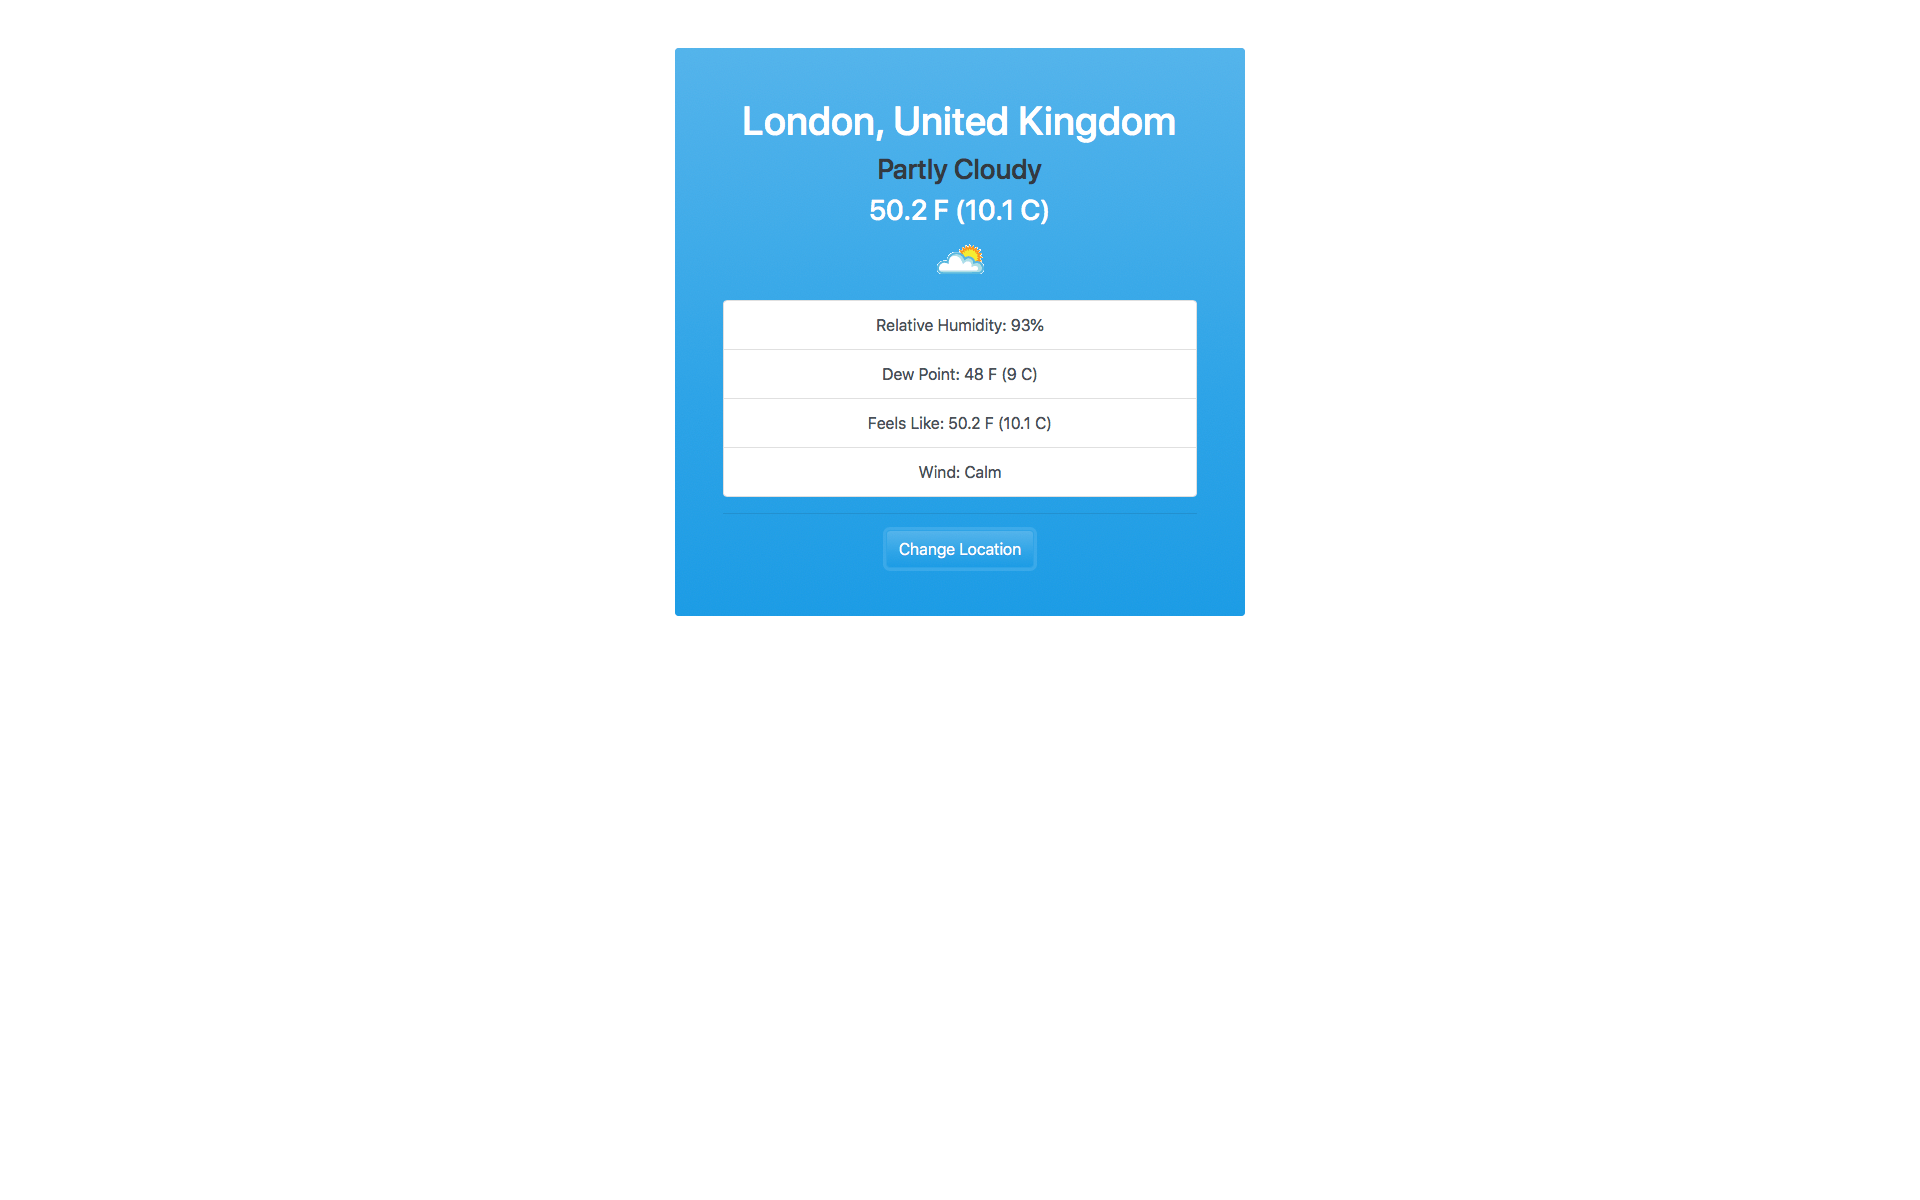 London, United Kingdom
Partly Cloudy
50.2 F (10.1 C)
Relative Humidity: 93%
Dew Point: 48 F (9 C)
Feels Like: 50.2 F (10.1 C)
Wind: Calm
Change Location